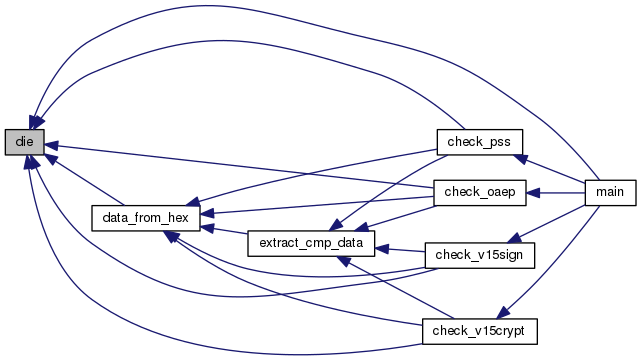 die
data_from_hex
extract_cmp_data
check_pss
check_oaep
check_v15sign
check_v15crypt
main